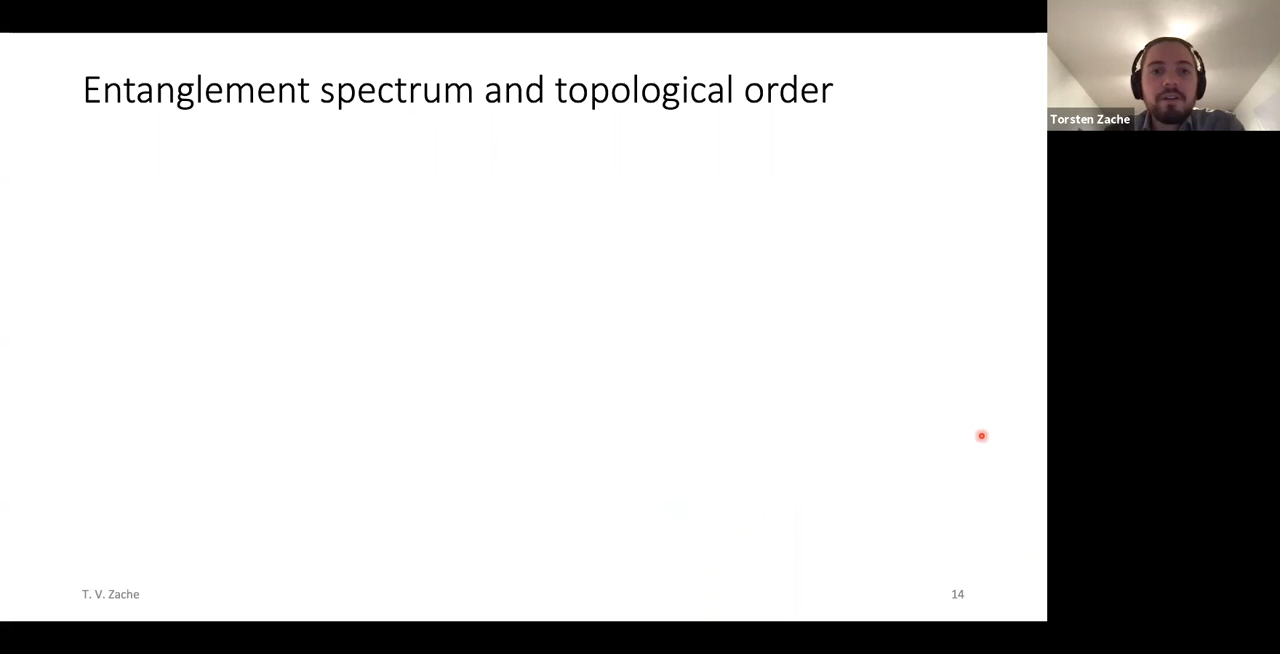 Entanglement spectrum and topological order
Torsten Zache
T. V. Zache
14